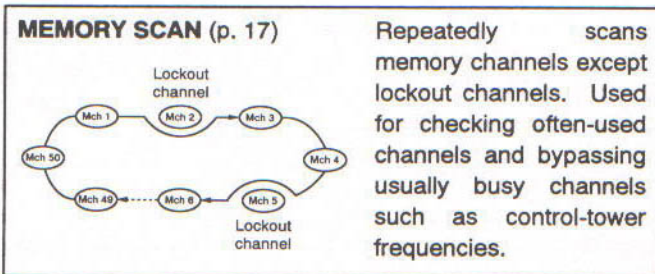 MEMORY SCAN (p. 17)
Lockout
channel
Mch 1
Mch 2
Mch 3
Mch 50
Mch 4
Mch 49
Mch 6
Mch 5
Lockout
channel
Repeatedly scans
memory channels except
lockout channels. Used
for checking often-used
channels and bypassing
usually busy channels
such as control-tower
frequencies.